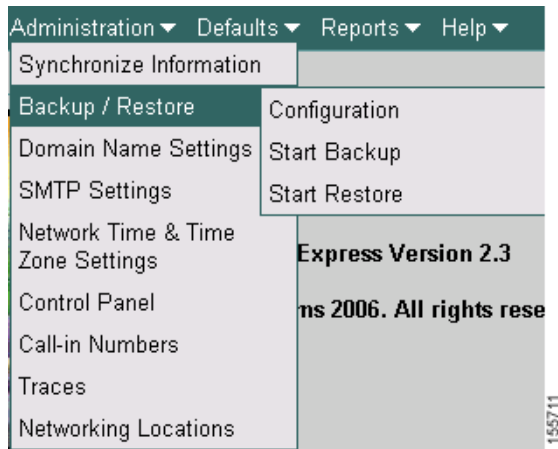 Administration Defaults Reports Help
Synchronize Information
Backup / Restore
Configuration
Start Backup
Start Restore
Domain Name Settings
SMTP Settings
Network Time & Time
Zone Settings
Control Panel
Call-in Numbers
Traces
Networking Locations
Express Version 2.3
ms 2006. All rights rese
155711